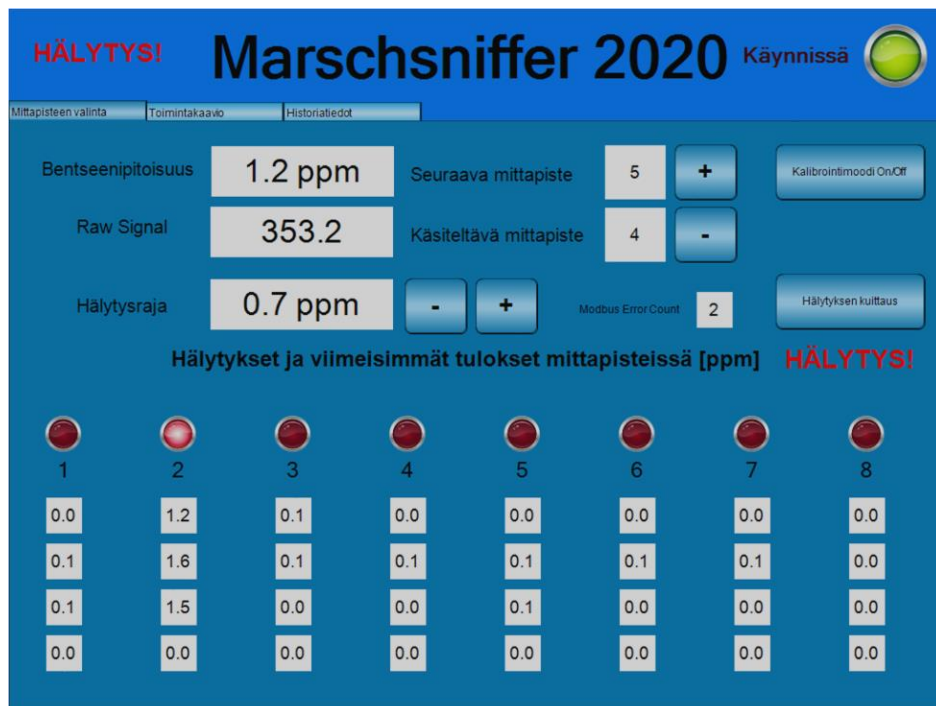 HÄLYTYS!
Marschsniffer 2020
Käynnissä
Mittapisteen valinta
Toimintakaavio
Historiatiedot
Bentseenipitoisuus
1.2 ppm
Seuraava mittapiste
5
+
Kalibrointimoodi On/Off
Raw Signal
353.2
Käsiteltävä mittapiste
4
-
Hälytysraja
0.7 ppm
-
+
Modbus Error Count
2
Hälytyksen kuittaus
Hälytykset ja viimeisimmät tulokset mittapisteissä [ppm]
HÄLYTYS!
1 2 3 4 5 6 7 8
0.0 1.2 0.1 0.0 0.0 0.0 0.0 0.0
0.1 1.6 0.1 0.1 0.1 0.1 0.1 0.0
0.1 1.5 0.0 0.0 0.1 0.0 0.0 0.0
0.0 0.0 0.0 0.0 0.0 0.0 0.0 0.0